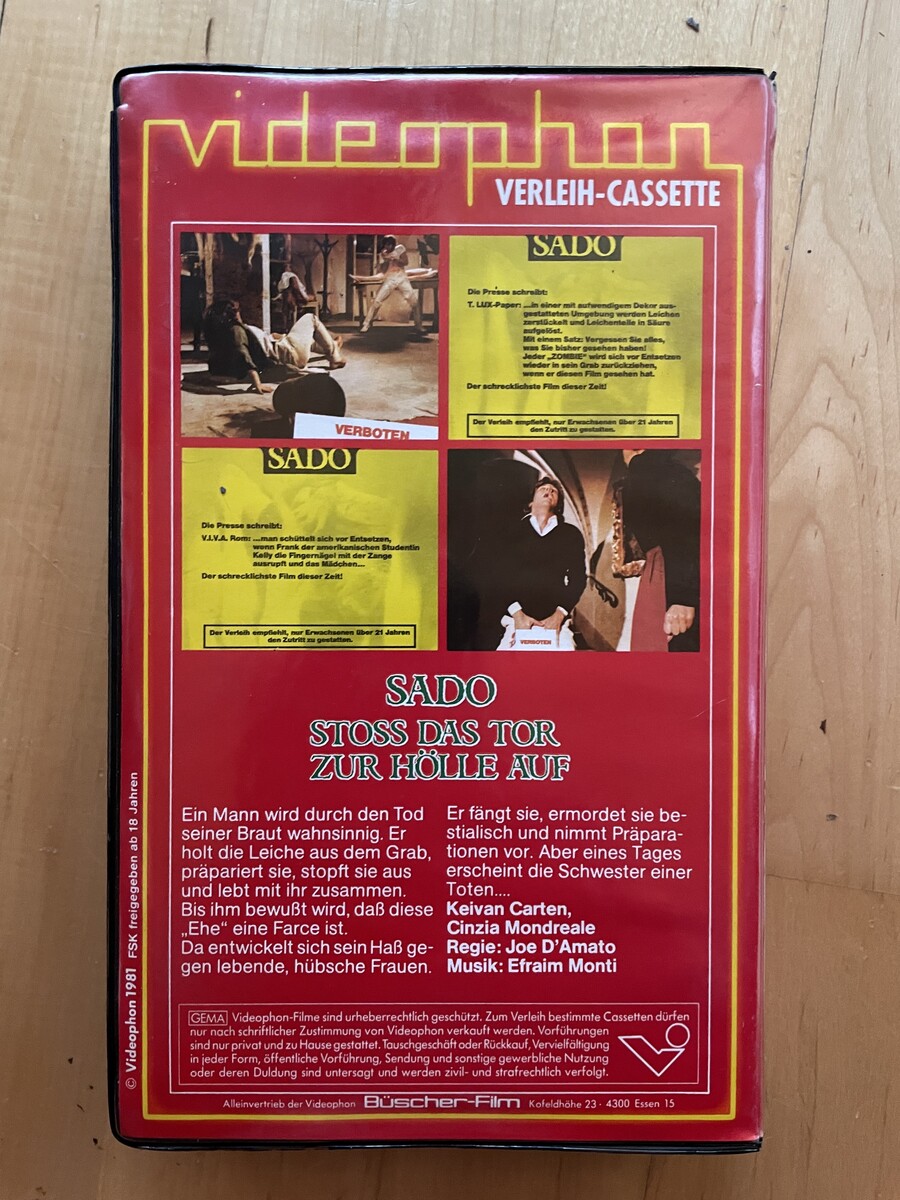 videophon
VERLEIH-CASSETTE
VERBOTEN
SADO
Die Presse schreibt:
T. LUX-Paper: ...in einer mit aufwendigem Dekor aus-
gestatteten Umgebung werden Leichen
zerstückelt und Leichenteile in Säure
aufgelöst.
Mit einem Satz: Vergessen Sie alles,
was Sie bisher gesehen haben!
Jeder „ZOMBIE" wird sich vor Entsetzen
wieder in sein Grab zurückziehen,
wenn er diesen Film gesehen hat.
Der schrecklichste Film dieser Zeit!
Der Verleih empfiehlt, nur Erwachsenen über 21 Jahren
den Zutritt zu gestatten.
SADO
Die Presse schreibt:
V.I.V.A. Rom: ...man schüttelt sich vor Entsetzen,
wenn Frank der amerikanischen Studentin
Kelly die Fingernägel mit der Zange
ausrupft und das Mädchen...
Der schrecklichste Film dieser Zeit!
Der Verleih empfiehlt, nur Erwachsenen über 21 Jahren
den Zutritt zu gestatten.
VERBOTEN
SADO
STOSS DAS TOR
ZUR HÖLLE AUF
Ein Mann wird durch den Tod
seiner Braut wahnsinnig. Er
holt die Leiche aus dem Grab,
präpariert sie, stopft sie aus
und lebt mit ihr zusammen.
Bis ihm bewußt wird, daß diese
„Ehe" eine Farce ist.
Da entwickelt sich sein Haß ge-
gen lebende, hübsche Frauen.
Er fängt sie, ermordet sie be-
stialisch und nimmt Präpara-
tionen vor. Aber eines Tages
erscheint die Schwester einer
Toten....
Keivan Carten,
Cinzia Mondreale
Regie: Joe D'Amato
Musik: Efraim Monti
© Videophon 1981 FSK freigegeben ab 18 Jahren
GEMA Videophon-Filme sind urheberrechtlich geschützt. Zum Verleih bestimmte Cassetten dürfen
nur nach schriftlicher Zustimmung von Videophon verkauft werden. Vorführungen
sind nur privat und zu Hause gestattet. Tauschgeschäft oder Rückkauf, Vervielfältigung
in jeder Form, öffentliche Vorführung, Sendung und sonstige gewerbliche Nutzung
oder deren Duldung sind untersagt und werden zivil- und strafrechtlich verfolgt.
Alleinvertrieb der Videophon Büscher-Film Kofeldhöhe 23 · 4300 Essen 15